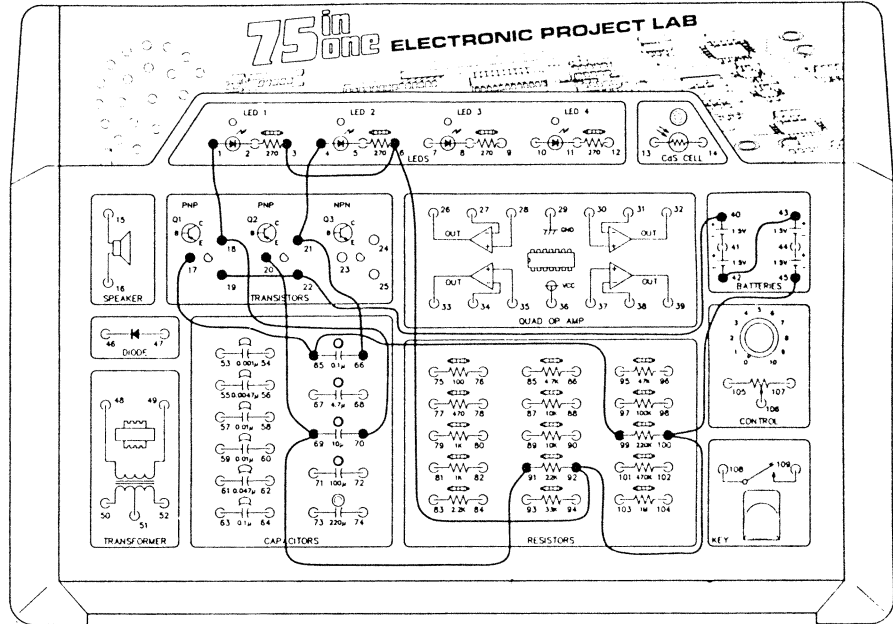 75 in one ELECTRONIC PROJECT LAB
LED 1 LED 2 LED 3 LED 4
1 2 270 3 4 5 270 6 7 8 270 9 10 11 270 12
LEDS
13 14
CdS CELL
15
16
SPEAKER
PNP PNP NPN
Q1 C B E Q2 C B E Q3 C B E
17 18 20 21 23 24
19 22 25
TRANSISTORS
26 27 28 29 30 31 32
OUT GND OUT
OUT VCC OUT
33 34 35 36 37 38 39
QUAD OP AMP
40 43
1.5V 1.5V
41 44
1.5V 1.5V
42 45
BATTERIES
46 47
DIODE
48 49
50 51 52
TRANSFORMER
53 0.001µ 54 65 0.1µ 66
55 0.0047µ 56 67 4.7µ 68
57 0.01µ 58 69 10µ 70
59 0.01µ 60 71 100µ 72
61 0.047µ 62 73 220µ 74
63 0.1µ 64
CAPACITORS
75 100 76 85 4.7K 86 95 47K 96
77 470 78 87 10K 88 97 100K 98
79 1K 80 89 10K 90 99 220K 100
81 1K 82 91 22K 92 101 470K 102
83 2.2K 84 93 33K 94 103 1M 104
RESISTORS
0 1 2 3 4 5 6 7 8 9 10
105 107
106
CONTROL
108 109
KEY